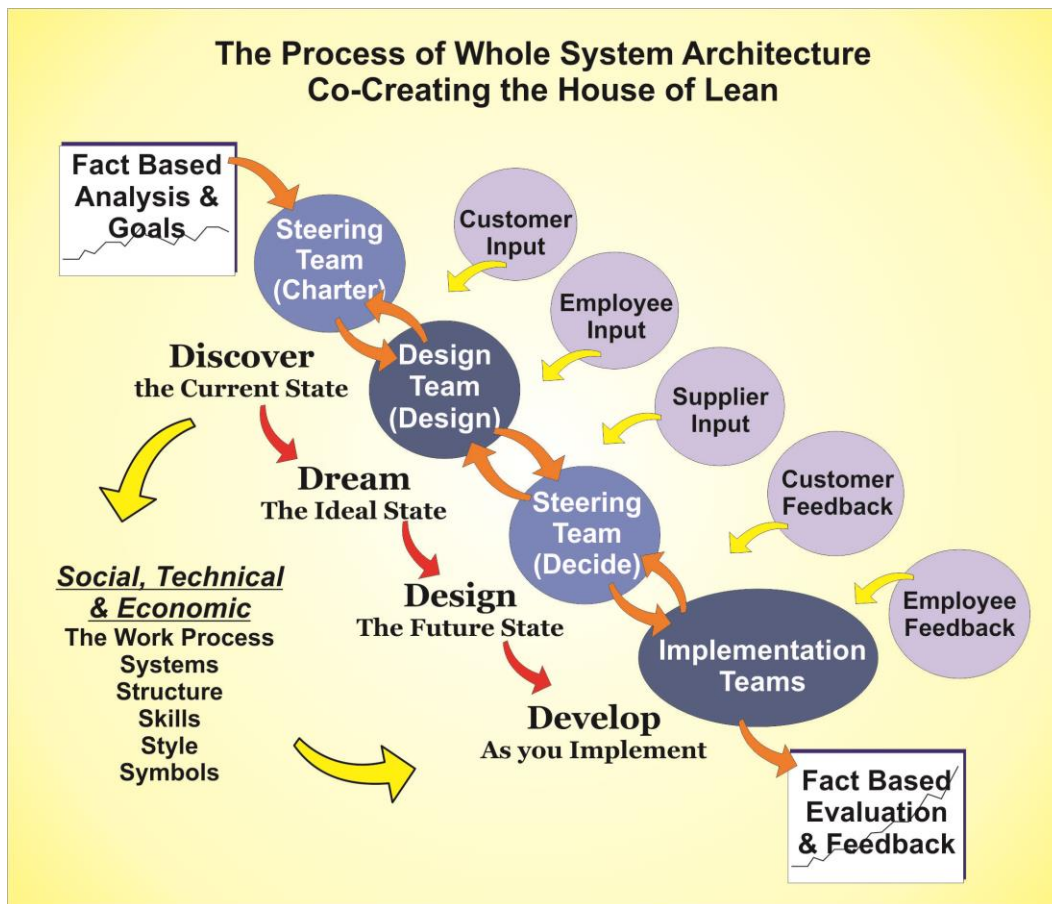 The Process of Whole System Architecture
Co-Creating the House of Lean
Fact Based
Analysis &
Goals
Steering
Team
(Charter)
Customer
Input
Design
Team
(Design)
Employee
Input
Steering
Team
(Decide)
Supplier
Input
Implementation
Teams
Customer
Feedback
Employee
Feedback
Discover
the Current State
Dream
The Ideal State
Design
The Future State
Develop
As you Implement
Social, Technical
& Economic
The Work Process
Systems
Structure
Skills
Style
Symbols
Fact Based
Evaluation
& Feedback